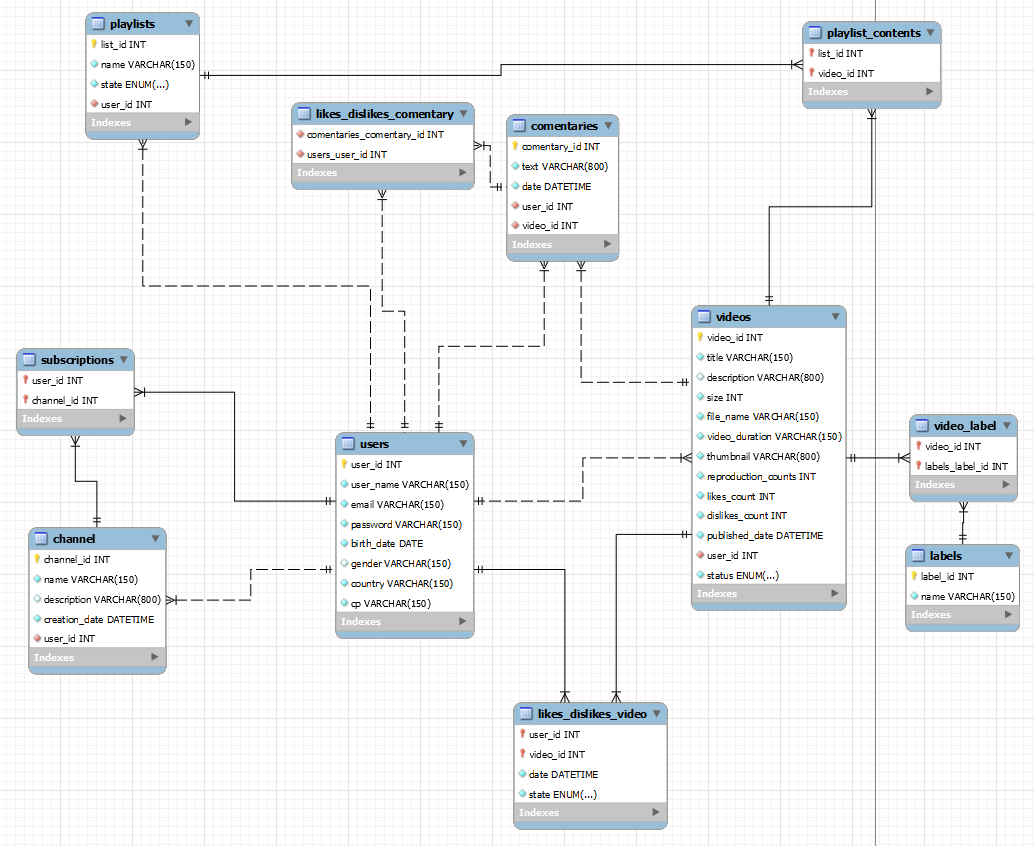 playlists
list_id INT
name VARCHAR(150)
state ENUM(...)
user_id INT
Indexes
playlist_contents
list_id INT
video_id INT
Indexes
likes_dislikes_comentary
comentaries_comentary_id INT
users_user_id INT
Indexes
comentaries
comentary_id INT
text VARCHAR(800)
date DATETIME
user_id INT
video_id INT
Indexes
videos
video_id INT
title VARCHAR(150)
description VARCHAR(800)
size INT
file_name VARCHAR(150)
video_duration VARCHAR(150)
thumbnail VARCHAR(800)
reproduction_counts INT
likes_count INT
dislikes_count INT
published_date DATETIME
user_id INT
status ENUM(...)
Indexes
subscriptions
user_id INT
channel_id INT
Indexes
users
user_id INT
user_name VARCHAR(150)
email VARCHAR(150)
password VARCHAR(150)
birth_date DATE
gender VARCHAR(150)
country VARCHAR(150)
cp VARCHAR(150)
Indexes
video_label
video_id INT
labels_label_id INT
Indexes
channel
channel_id INT
name VARCHAR(150)
description VARCHAR(800)
creation_date DATETIME
user_id INT
Indexes
labels
label_id INT
name VARCHAR(150)
Indexes
likes_dislikes_video
user_id INT
video_id INT
date DATETIME
state ENUM(...)
Indexes